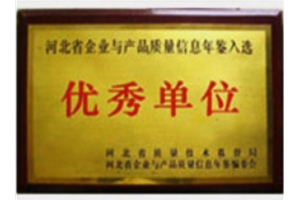 河北省企业与产品质量信息年鉴入选
优秀单位
河北省质量技术监督局
河北省企业与产品质量信息年鉴编委会